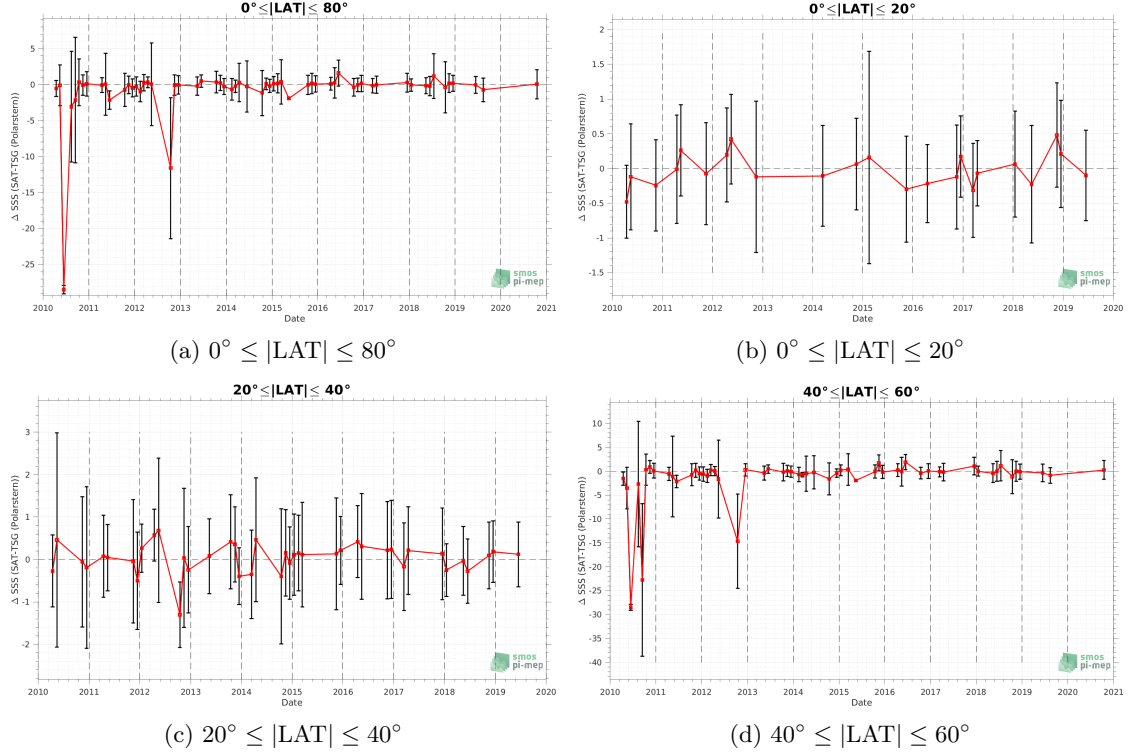 0°≤|LAT|≤ 80°
Δ SSS (SAT-TSG (Polarstern))
5
0
-5
-10
-15
-20
-25
2010 2011 2012 2013 2014 2015 2016 2017 2018 2019 2020 2021
Date
smos
pi-mep
(a) 0° ≤ |LAT| ≤ 80°
0°≤|LAT|≤ 20°
Δ SSS (SAT-TSG (Polarstern))
2
1.5
1
0.5
0
-0.5
-1
-1.5
2010 2011 2012 2013 2014 2015 2016 2017 2018 2019 2020
Date
smos
pi-mep
(b) 0° ≤ |LAT| ≤ 20°
20°≤|LAT|≤ 40°
Δ SSS (SAT-TSG (Polarstern))
3
2
1
0
-1
-2
2010 2011 2012 2013 2014 2015 2016 2017 2018 2019 2020
Date
smos
pi-mep
(c) 20° ≤ |LAT| ≤ 40°
40°≤|LAT|≤ 60°
Δ SSS (SAT-TSG (Polarstern))
10
5
0
-5
-10
-15
-20
-25
-30
-35
-40
2010 2011 2012 2013 2014 2015 2016 2017 2018 2019 2020 2021
Date
smos
pi-mep
(d) 40° ≤ |LAT| ≤ 60°